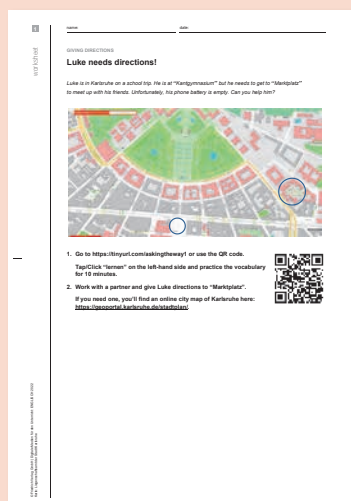 name
date:
1
worksheet
GIVING DIRECTIONS
Luke needs directions!
Luke is in Karlsruhe on a school trip. He is at “Kantgymnasium” but he needs to get to “Marktplatz”
to meet up with his friends. Unfortunately, his phone battery is empty. Can you help him?
1. Go to https://tinyurl.com/askingtheway1 or use the QR code.
Tap/Click “lernen” on the left-hand side and practice the vocabulary
for 10 minutes.
2. Work with a partner and give Luke directions to “Marktplatz”.
If you need one, you’ll find an online city map of Karlsruhe here:
https://geoportal.karlsruhe.de/stadtplan/.